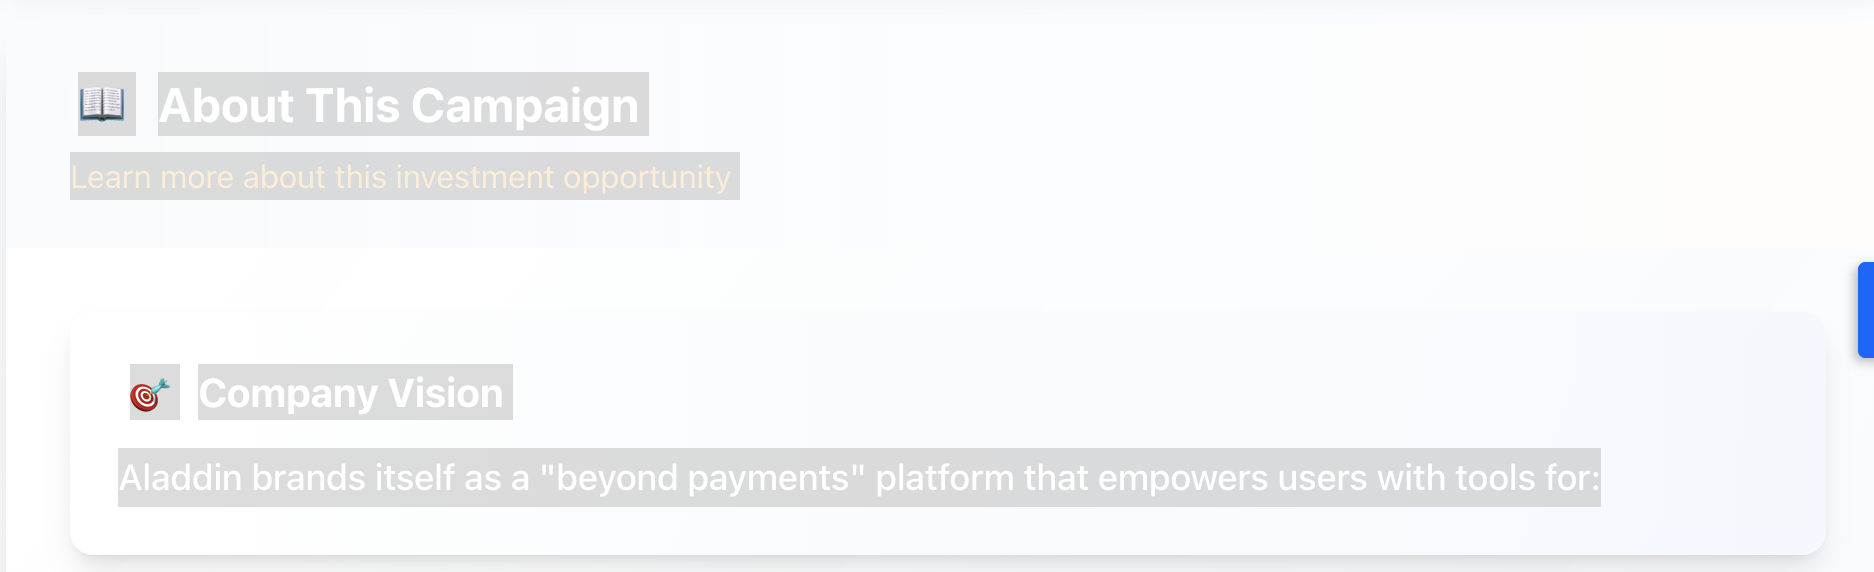 About This Campaign
Learn more about this investment opportunity
Company Vision
Aladdin brands itself as a "beyond payments" platform that empowers users with tools for: